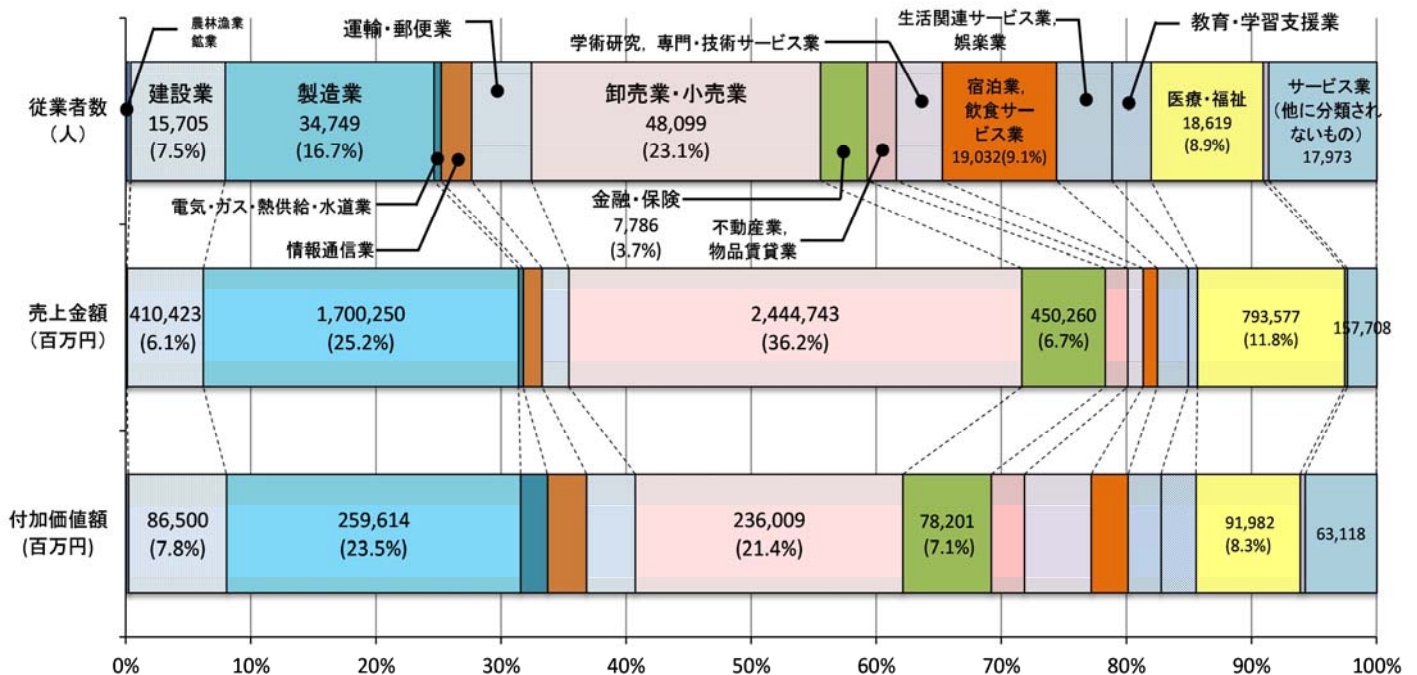 農林漁業
鉱業
運輸・郵便業
学術研究，専門・技術サービス業
生活関連サービス業，
娯楽業
教育・学習支援業
従業者数
（人）
建設業
15,705
(7.5%)
製造業
34,749
(16.7%)
卸売業・小売業
48,099
(23.1%)
宿泊業，
飲食サー
ビス業
19,032(9.1%)
医療・福祉
18,619
(8.9%)
サービス業
（他に分類され
ないもの）
17,973
電気・ガス・熱供給・水道業
情報通信業
金融・保険
7,786
(3.7%)
不動産業，
物品賃貸業
売上金額
（百万円）
410,423
(6.1%)
1,700,250
(25.2%)
2,444,743
(36.2%)
450,260
(6.7%)
793,577
(11.8%)
157,708
付加価値額
(百万円)
86,500
(7.8%)
259,614
(23.5%)
236,009
(21.4%)
78,201
(7.1%)
91,982
(8.3%)
63,118
0% 10% 20% 30% 40% 50% 60% 70% 80% 90% 100%